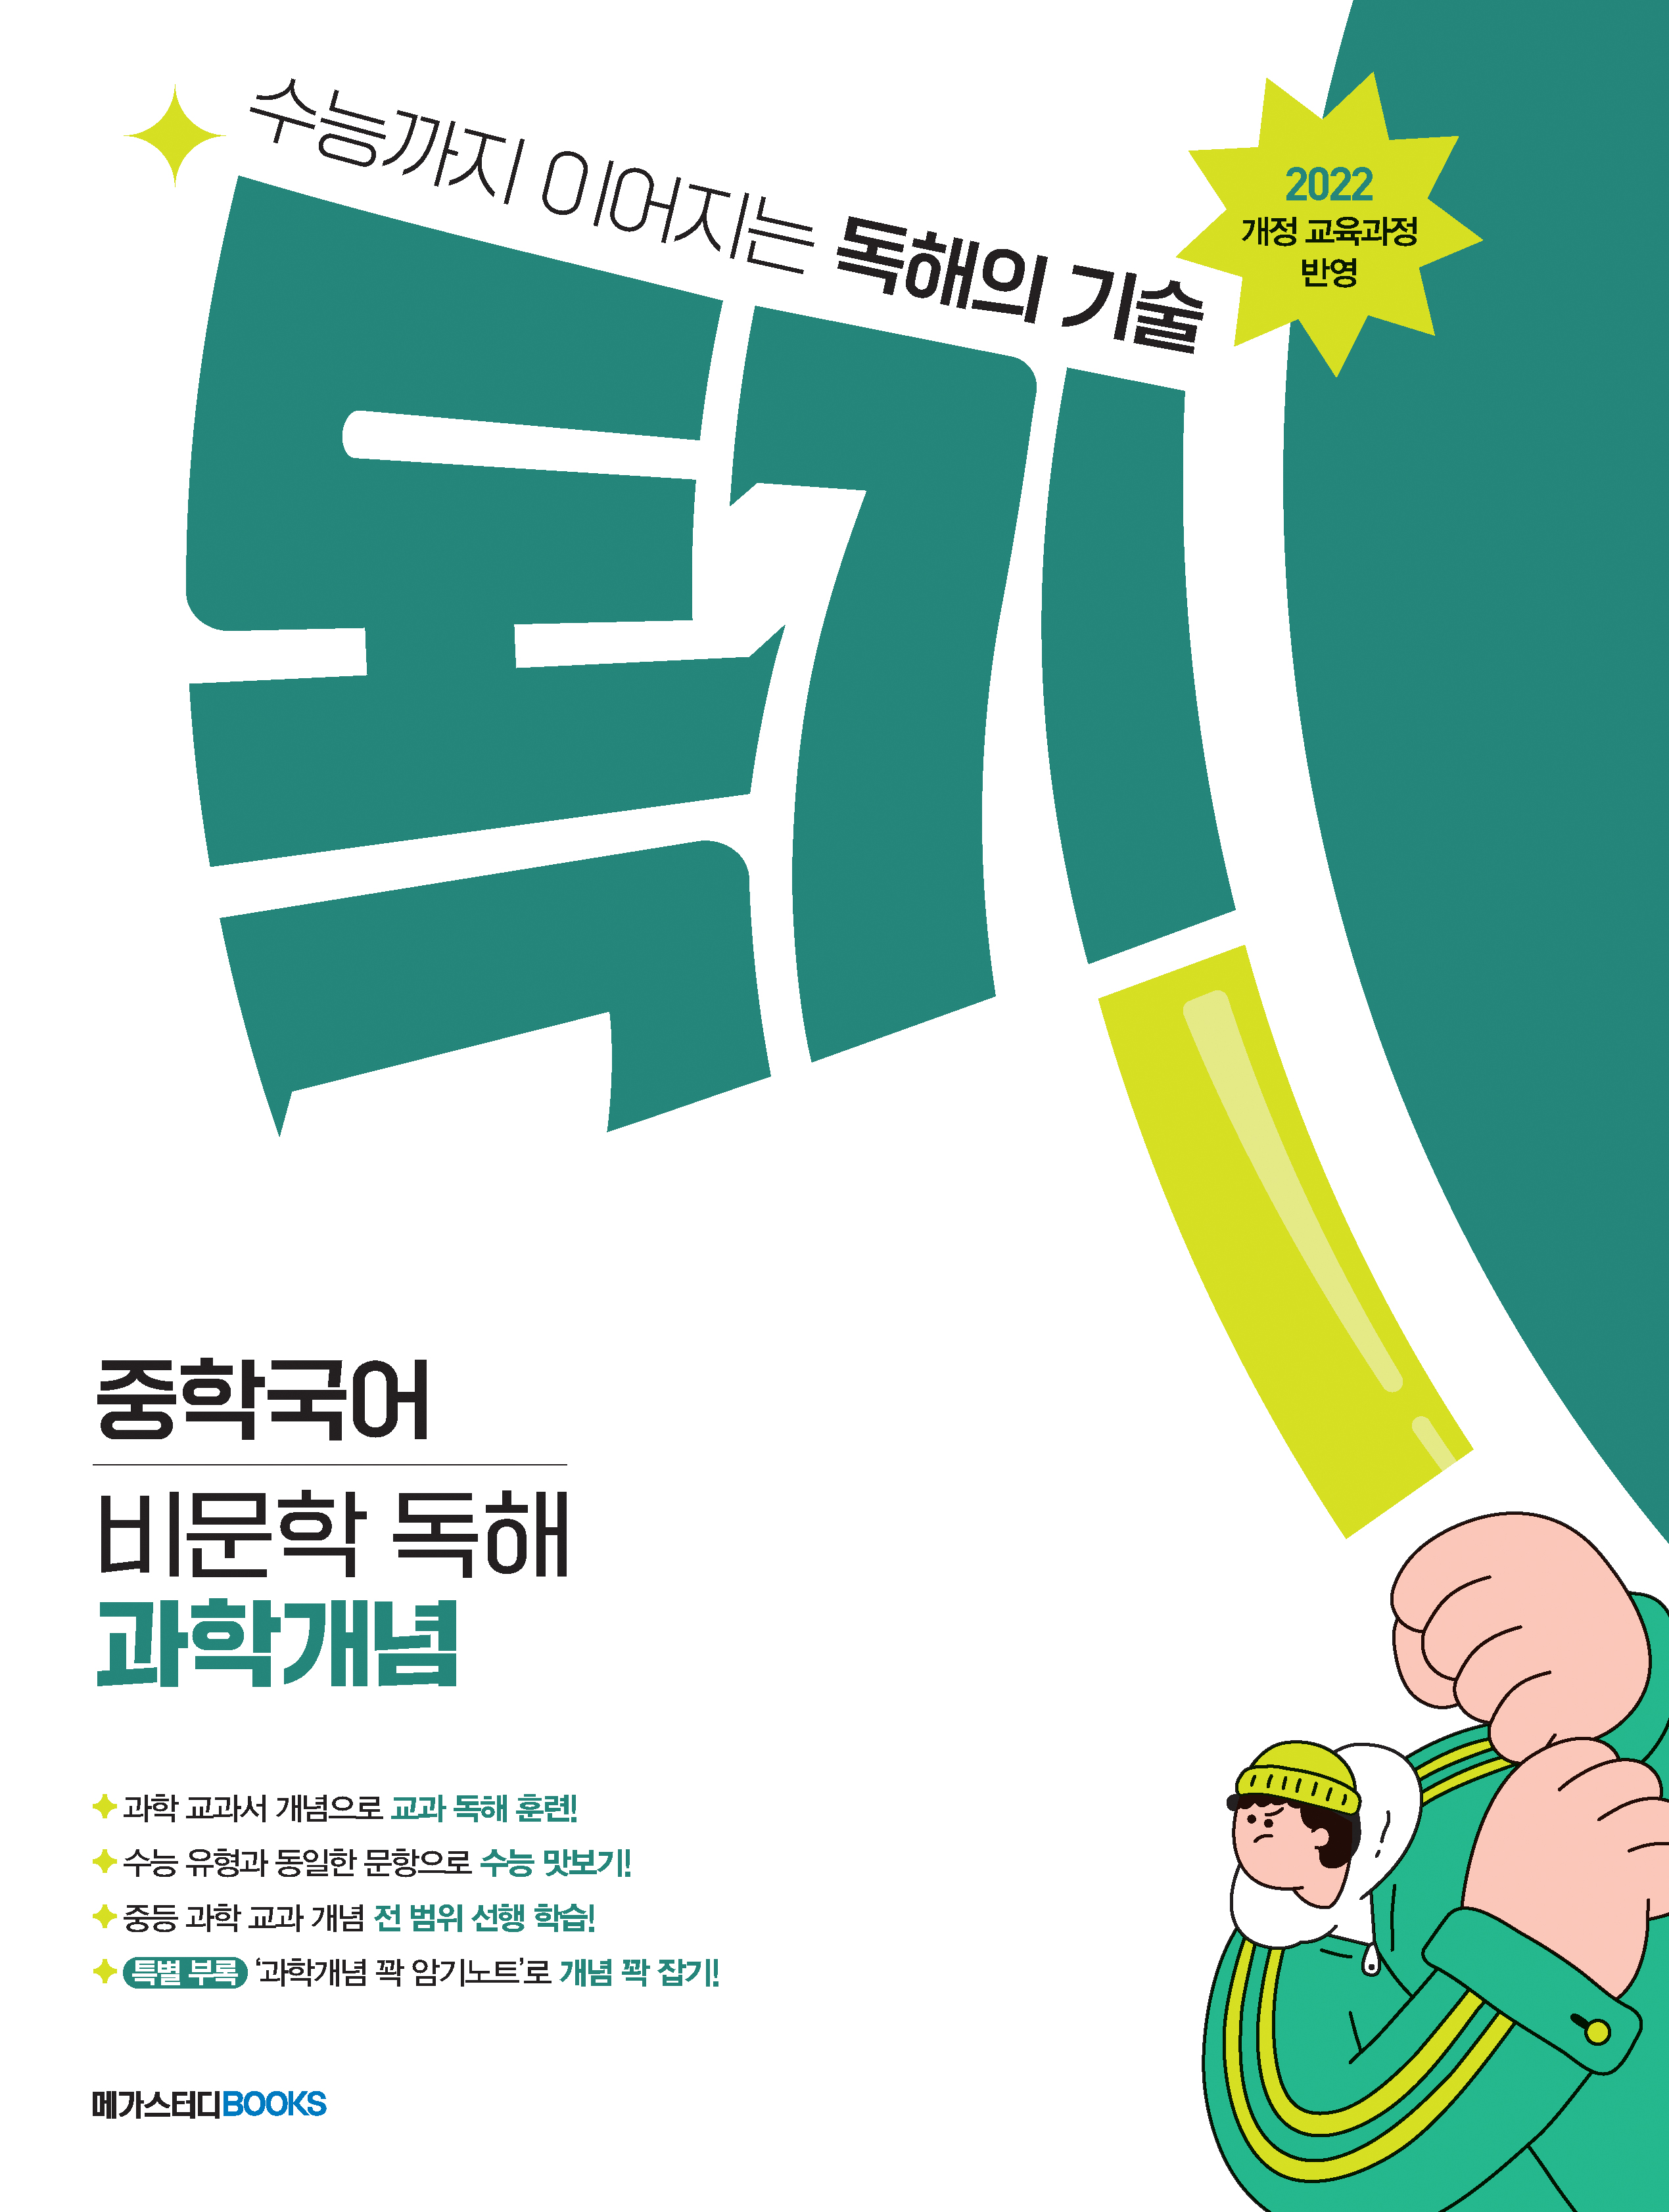 수능까지 이어지는 독해의 기술
2022
개정 교육과정
반영
독기
중학국어
비문학 독해
과학개념
과학 교과서 개념으로 교과 독해 훈련!
수능 유형과 동일한 문항으로 수능 맛보기!
중등 과학 교과 개념 전 범위 선행 학습!
특별 부록 ‘과학개념 꽉 암기노트’로 개념 꽉 잡기!
메가스터디BOOKS